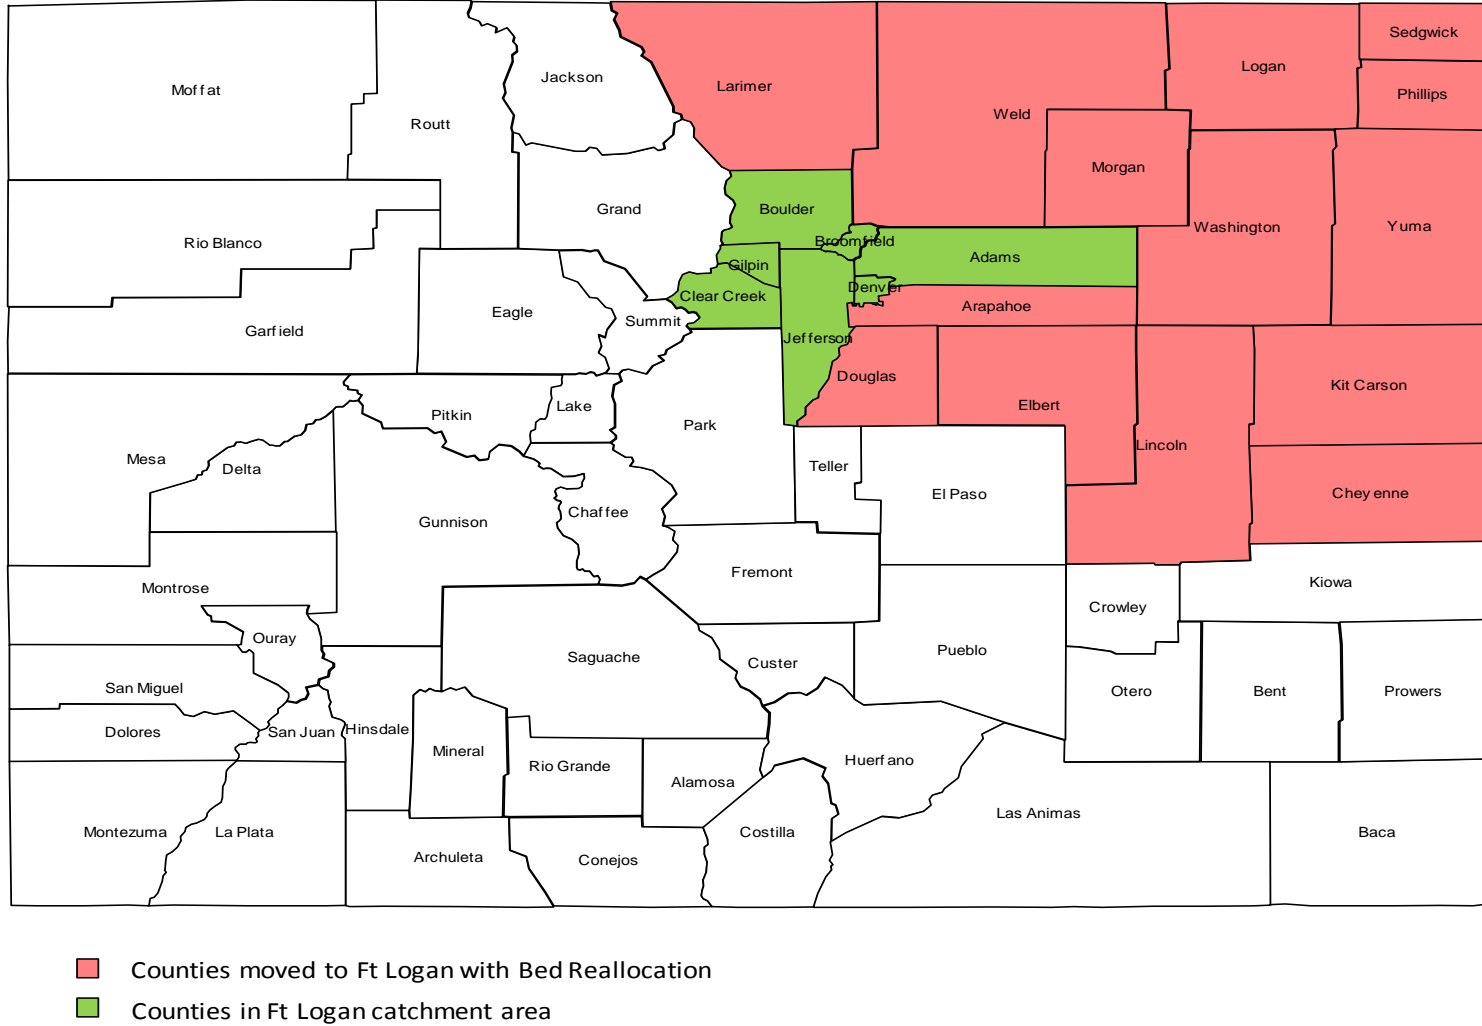 Sedgwick
Logan
Jackson
Larimer
Moffat
Phillips
Weld
Routt
Morgan
Grand
Boulder
Washington
Yuma
Rio Blanco
Broomfield
Adams
Gilpin
Denver
Clear Creek
Arapahoe
Eagle
Summit
Garfield
Jefferson
Douglas
Kit Carson
Lake
Elbert
Pitkin
Park
Lincoln
Mesa
Delta
Teller
El Paso
Cheyenne
Chaffee
Gunnison
Fremont
Kiowa
Montrose
Crowley
Ouray
Pueblo
Saguache
Custer
San Miguel
Otero
Bent
Prowers
Hinsdale
Dolores
San Juan
Mineral
Huerfano
Rio Grande
Alamosa
Las Animas
Montezuma
La Plata
Costilla
Baca
Archuleta
Conejos
Counties moved to Ft Logan with Bed Reallocation
Counties in Ft Logan catchment area